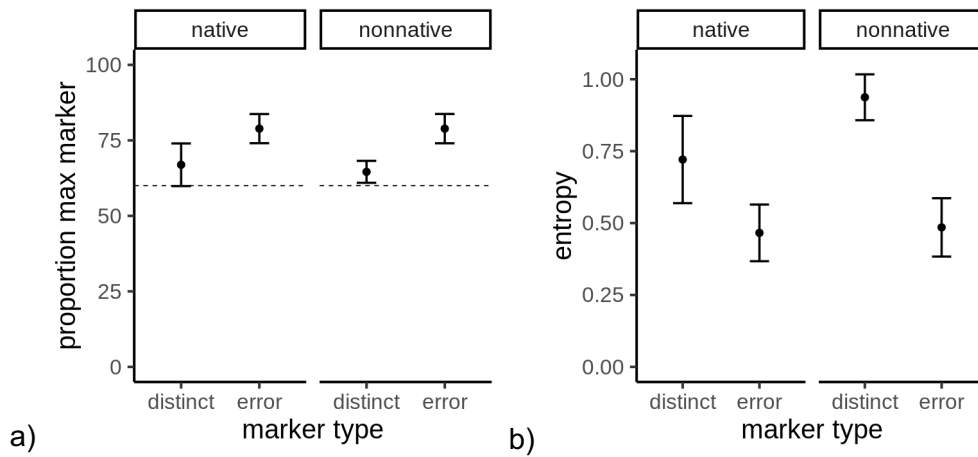 native nonnative
proportion max marker
100
75
50
25
0
distinct error distinct error
marker type
a)
native nonnative
entropy
1.00
0.75
0.50
0.25
0.00
distinct error distinct error
marker type
b)